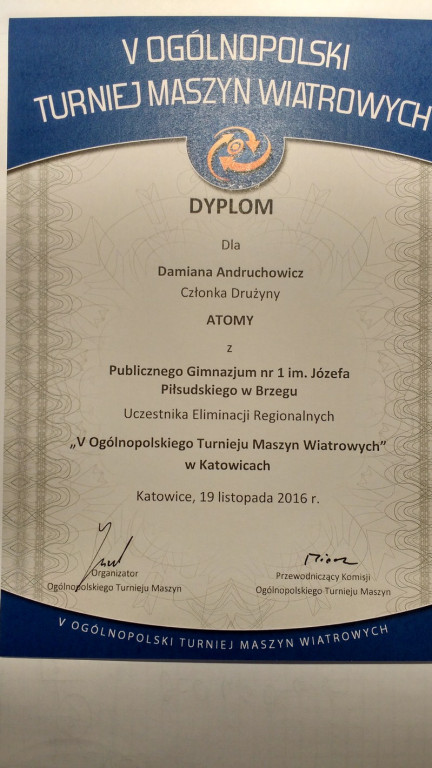 V OGÓLNOPOLSKI
TURNIEJ MASZYN WIATROWYCH
DYPLOM
Dla
Damiana Andruchowicz
Członka Drużyny
ATOMY
z
Publicznego Gimnazjum nr 1 im. Józefa
Piłsudskiego w Brzegu
Uczestnika Eliminacji Regionalnych
„V Ogólnopolskiego Turnieju Maszyn Wiatrowych”
w Katowicach
Katowice, 19 listopada 2016 r.
Organizator
Ogólnopolskiego Turnieju Maszyn
Przewodniczący Komisji
Ogólnopolskiego Turnieju Maszyn
V OGÓLNOPOLSKI TURNIEJ MASZYN WIATROWYCH